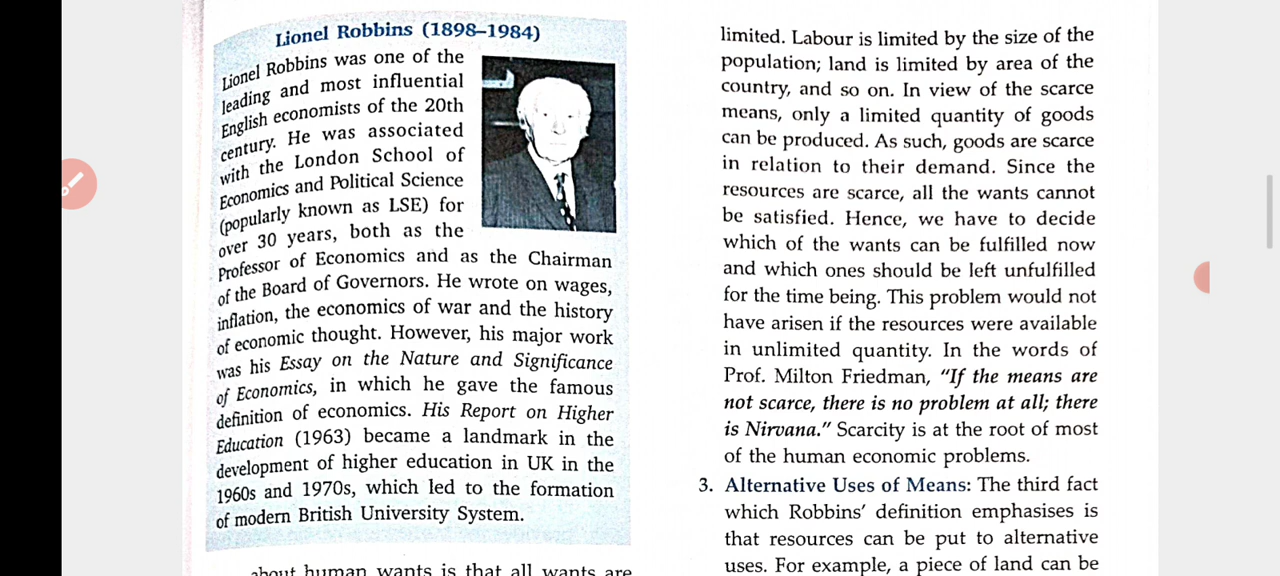 Lionel Robbins (1898–1984)
Lionel Robbins was one of the
leading and most influential
English economists of the 20th
century. He was associated
with the London School of
Economics and Political Science
(popularly known as LSE) for
over 30 years, both as the
Professor of Economics and as the Chairman
of the Board of Governors. He wrote on wages,
inflation, the economics of war and the history
of economic thought. However, his major work
was his Essay on the Nature and Significance
of Economics, in which he gave the famous
definition of economics. His Report on Higher
Education (1963) became a landmark in the
development of higher education in UK in the
1960s and 1970s, which led to the formation
of modern British University System.
about human wants is that all wants are
limited. Labour is limited by the size of the
population; land is limited by area of the
country, and so on. In view of the scarce
means, only a limited quantity of goods
can be produced. As such, goods are scarce
in relation to their demand. Since the
resources are scarce, all the wants cannot
be satisfied. Hence, we have to decide
which of the wants can be fulfilled now
and which ones should be left unfulfilled
for the time being. This problem would not
have arisen if the resources were available
in unlimited quantity. In the words of
Prof. Milton Friedman, "If the means are
not scarce, there is no problem at all; there
is Nirvana." Scarcity is at the root of most
of the human economic problems.
3. Alternative Uses of Means: The third fact
which Robbins' definition emphasises is
that resources can be put to alternative
uses. For example, a piece of land can be